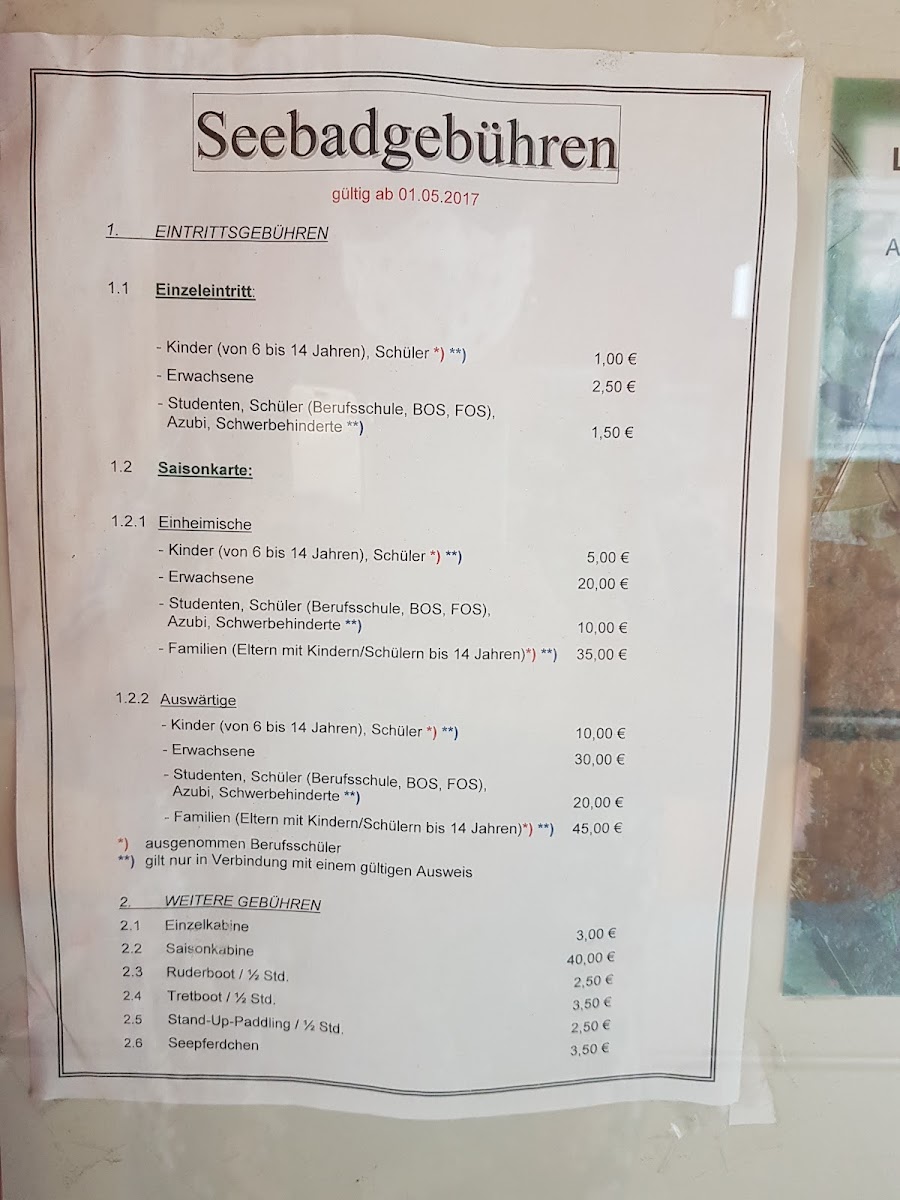 Seebadgebühren
gültig ab 01.05.2017
1. EINTRITTSGEBÜHREN
1.1 Einzeleintritt:
- Kinder (von 6 bis 14 Jahren), Schüler *) **) 1,00 €
- Erwachsene 2,50 €
- Studenten, Schüler (Berufsschule, BOS, FOS),
Azubi, Schwerbehinderte **) 1,50 €
1.2 Saisonkarte:
1.2.1 Einheimische
- Kinder (von 6 bis 14 Jahren), Schüler *) **) 5,00 €
- Erwachsene 20,00 €
- Studenten, Schüler (Berufsschule, BOS, FOS),
Azubi, Schwerbehinderte **) 10,00 €
- Familien (Eltern mit Kindern/Schülern bis 14 Jahren)*) **) 35,00 €
1.2.2 Auswärtige
- Kinder (von 6 bis 14 Jahren), Schüler *) **) 10,00 €
- Erwachsene 30,00 €
- Studenten, Schüler (Berufsschule, BOS, FOS),
Azubi, Schwerbehinderte **) 20,00 €
- Familien (Eltern mit Kindern/Schülern bis 14 Jahren)*) **) 45,00 €
*) ausgenommen Berufsschüler
**) gilt nur in Verbindung mit einem gültigen Ausweis
2. WEITERE GEBÜHREN
2.1 Einzelkabine 3,00 €
2.2 Saisonkabine 40,00 €
2.3 Ruderboot / ½ Std. 2,50 €
2.4 Tretboot / ½ Std. 3,50 €
2.5 Stand-Up-Paddling / ½ Std. 2,50 €
2.6 Seepferdchen 3,50 €